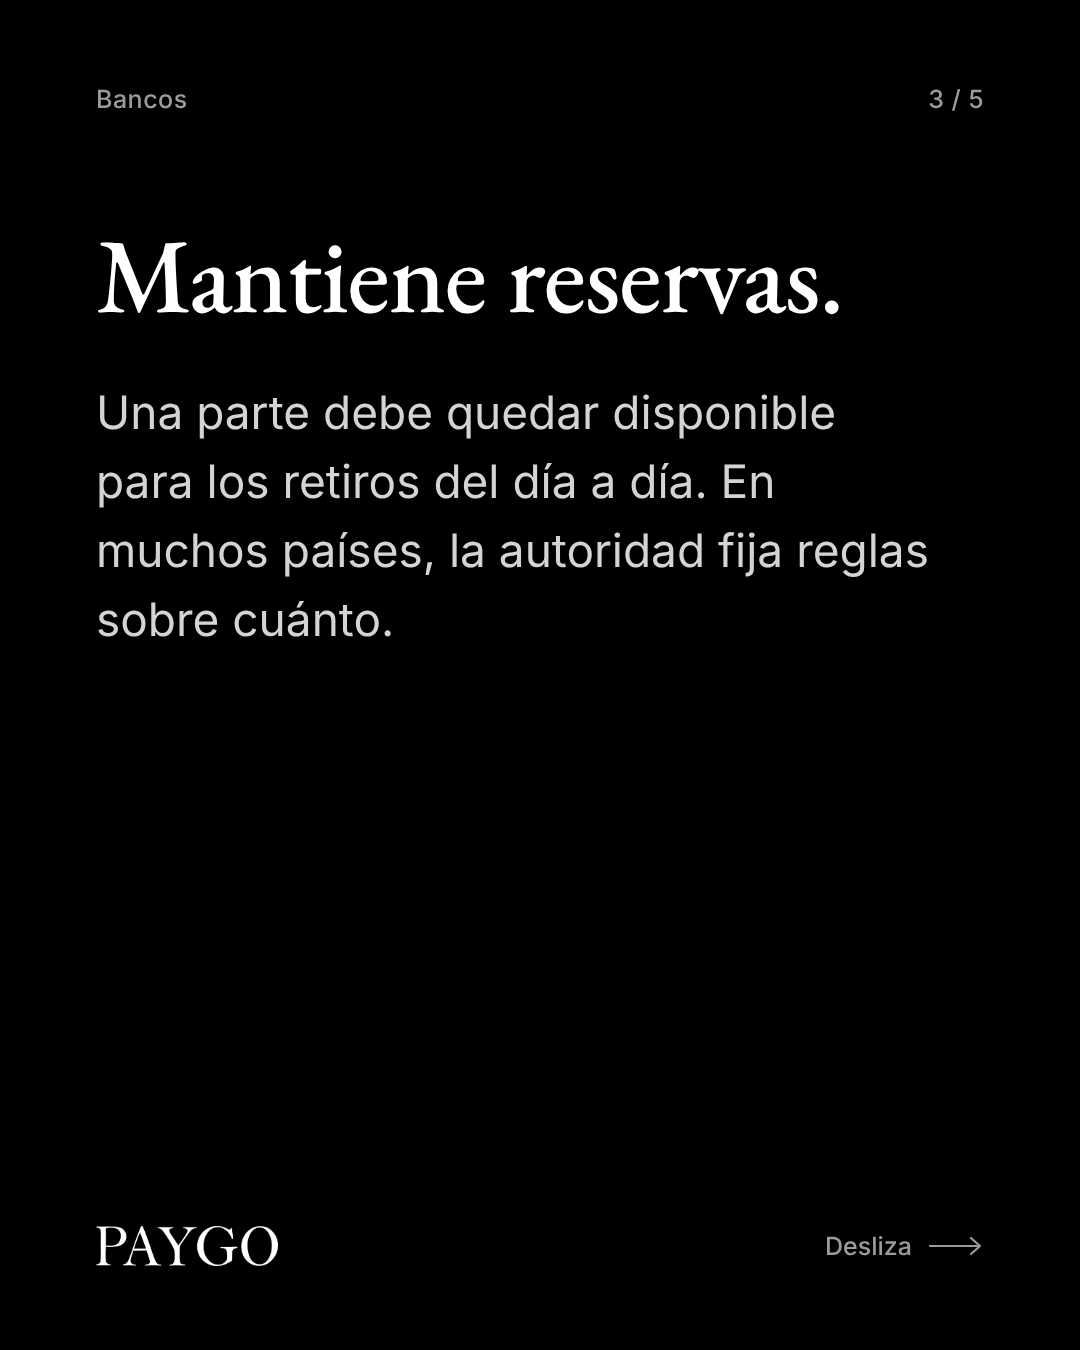 Bancos
3 / 5
Mantiene reservas.
Una parte debe quedar disponible
para los retiros del día a día. En
muchos países, la autoridad fija reglas
sobre cuánto.
PAYGO
Desliza